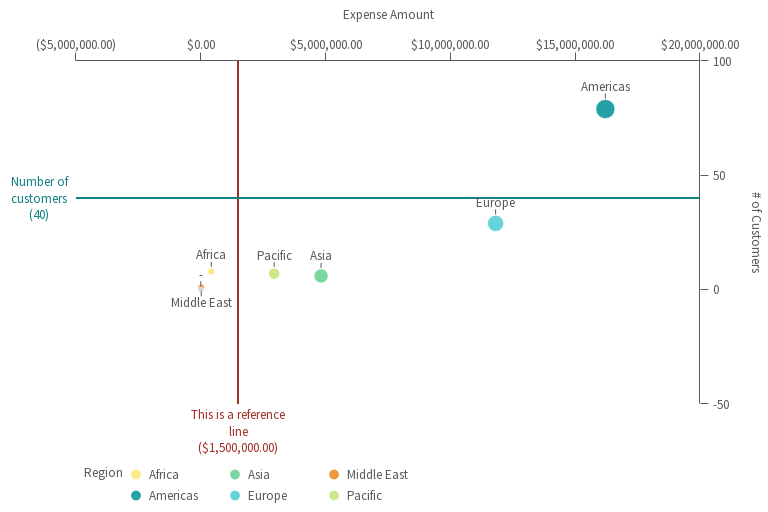 Expense Amount
($5,000,000.00) $0.00 $5,000,000.00 $10,000,000.00 $15,000,000.00 $20,000,000.00
100
Americas
50
Number of
customers
(40)
Europe
# of Customers
Africa Pacific Asia
-
0
Middle East
-50
This is a reference
line
($1,500,000.00)
Region Africa Asia Middle East
Americas Europe Pacific